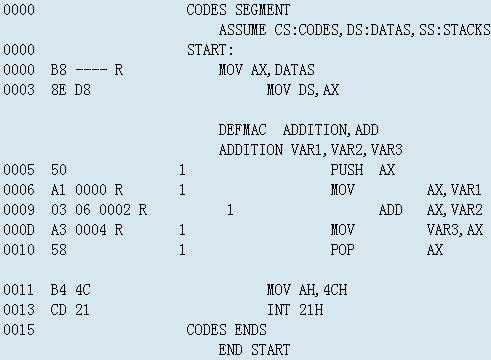 0000 CODES SEGMENT
ASSUME CS:CODES,DS:DATAS,SS:STACKS
0000 START:
0000 B8 ---- R MOV AX,DATAS
0003 8E D8 MOV DS,AX
DEFMAC ADDITION,ADD
ADDITION VAR1,VAR2,VAR3
0005 50 1 PUSH AX
0006 A1 0000 R 1 MOV AX,VAR1
0009 03 06 0002 R 1 ADD AX,VAR2
000D A3 0004 R 1 MOV VAR3,AX
0010 58 1 POP AX
0011 B4 4C MOV AH,4CH
0013 CD 21 INT 21H
0015 CODES ENDS
END START